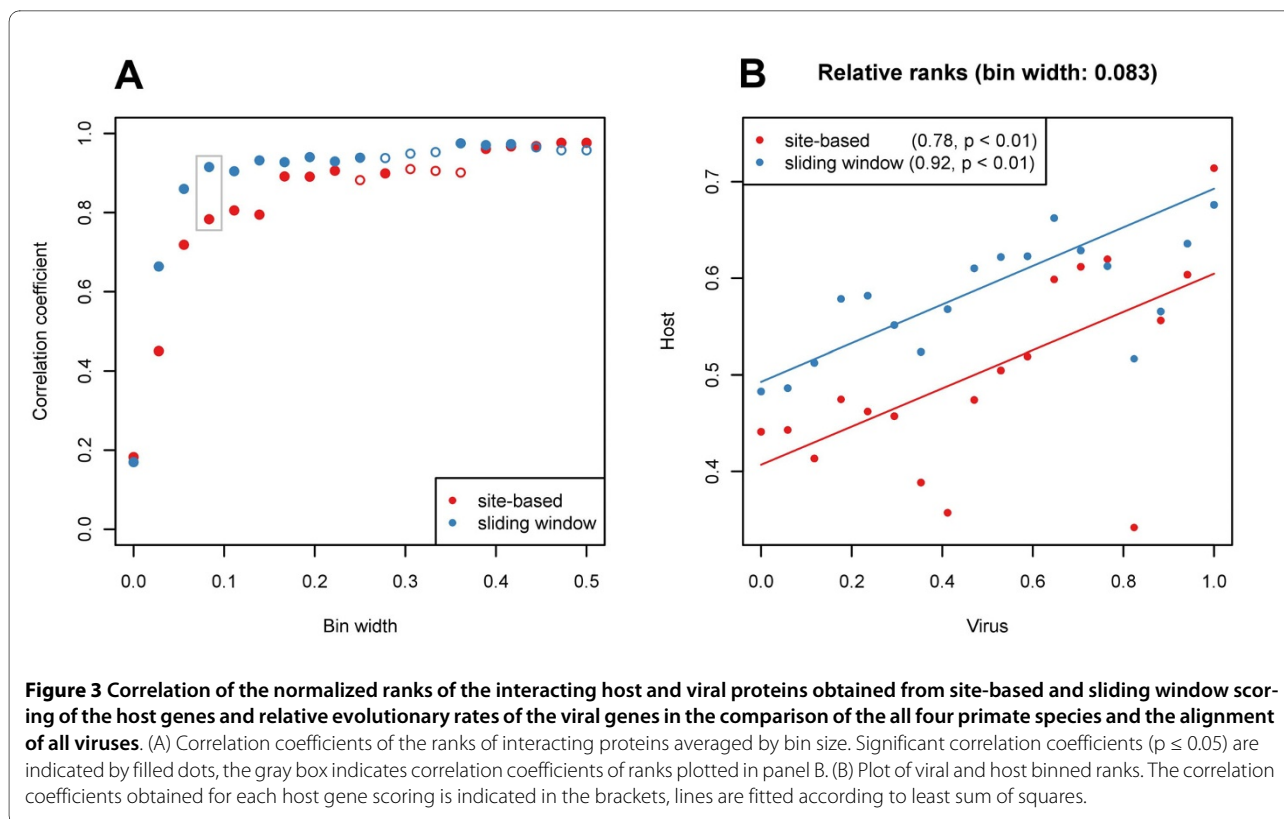 A
B
Relative ranks (bin width: 0.083)
1.0
0.8
0.6
0.4
0.2
0.0
Correlation coefficient
site-based
sliding window
0.0 0.1 0.2 0.3 0.4 0.5
Bin width
site-based (0.78, p < 0.01)
sliding window (0.92, p < 0.01)
0.7
0.6
0.5
0.4
Host
0.0 0.2 0.4 0.6 0.8 1.0
Virus
Figure 3 Correlation of the normalized ranks of the interacting host and viral proteins obtained from site-based and sliding window scor-
ing of the host genes and relative evolutionary rates of the viral genes in the comparison of the all four primate species and the alignment
of all viruses. (A) Correlation coefficients of the ranks of interacting proteins averaged by bin size. Significant correlation coefficients (p ≤ 0.05) are
indicated by filled dots, the gray box indicates correlation coefficients of ranks plotted in panel B. (B) Plot of viral and host binned ranks. The correlation
coefficients obtained for each host gene scoring is indicated in the brackets, lines are fitted according to least sum of squares.